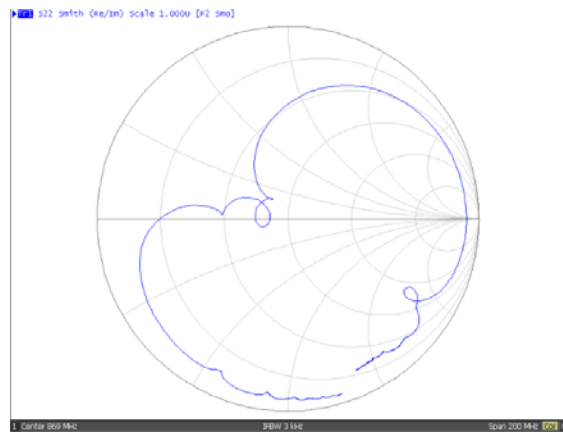 Tr1 S22 Smith (Re/Im) Scale 1.000U [F2 Smo]
1 Center 869 MHz IFBW 3 kHz Span 200 MHz Cor